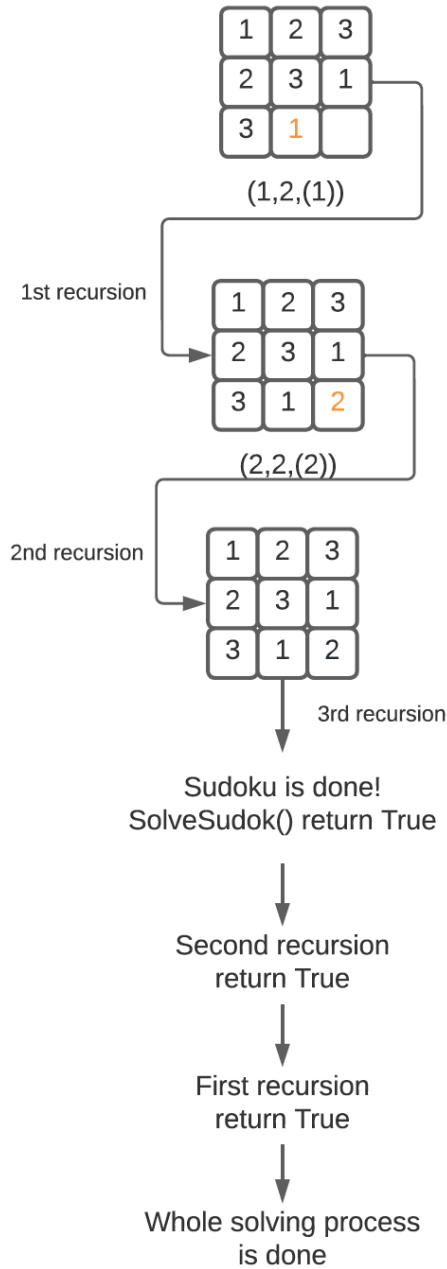 1 2 3
2 3 1
3 1
(1,2,(1))
1st recursion
1 2 3
2 3 1
3 1 2
(2,2,(2))
2nd recursion
1 2 3
2 3 1
3 1 2
3rd recursion
Sudoku is done!
SolveSudok() return True
Second recursion
return True
First recursion
return True
Whole solving process
is done